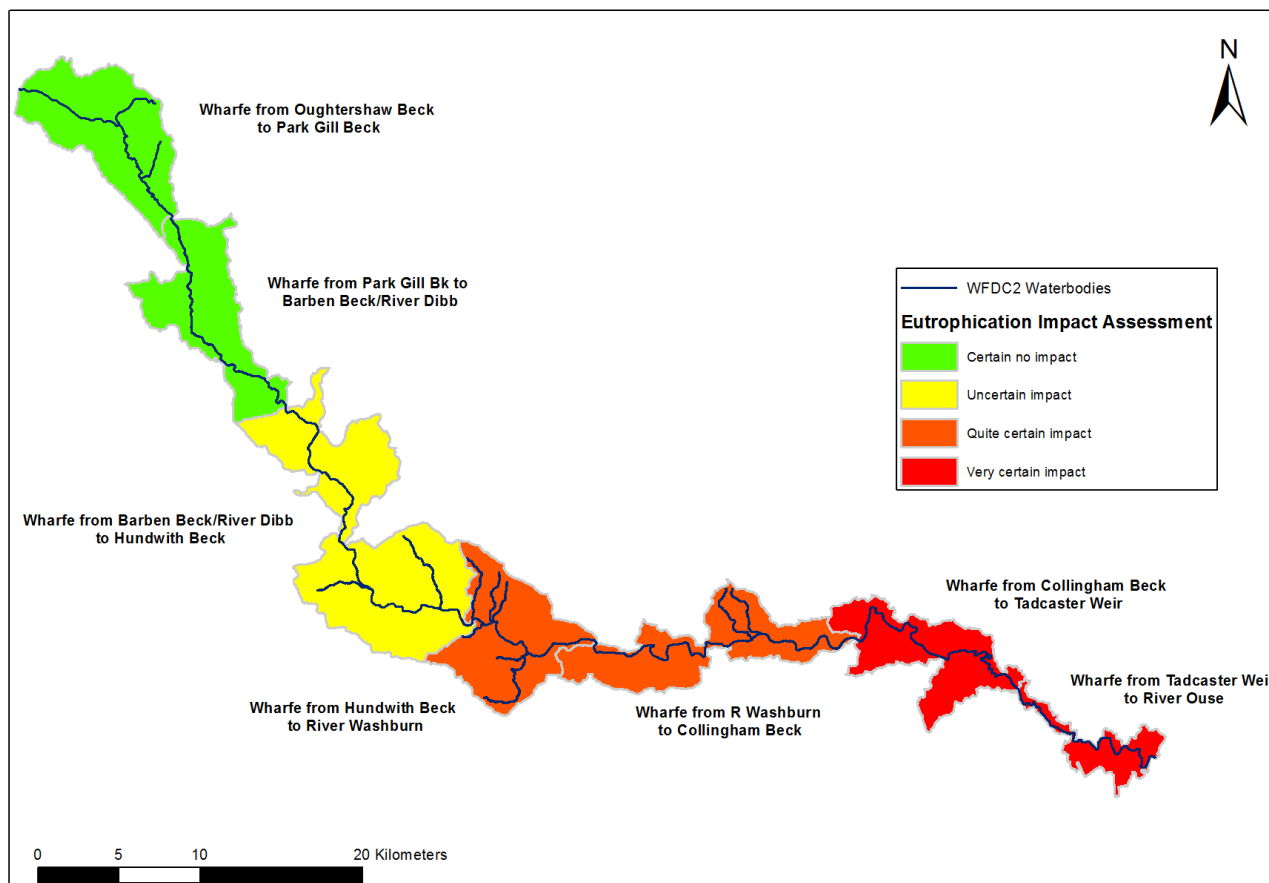 N
Wharfe from Oughtershaw Beck
to Park Gill Beck
Wharfe from Park Gill Bk to
Barben Beck/River Dibb
WFDC2 Waterbodies
Eutrophication Impact Assessment
Certain no impact
Uncertain impact
Quite certain impact
Very certain impact
Wharfe from Barben Beck/River Dibb
to Hundwith Beck
Wharfe from Collingham Beck
to Tadcaster Weir
Wharfe from Tadcaster Wei
to River Ouse
Wharfe from Hundwith Beck
to River Washburn
Wharfe from R Washburn
to Collingham Beck
0 5 10 20 Kilometers